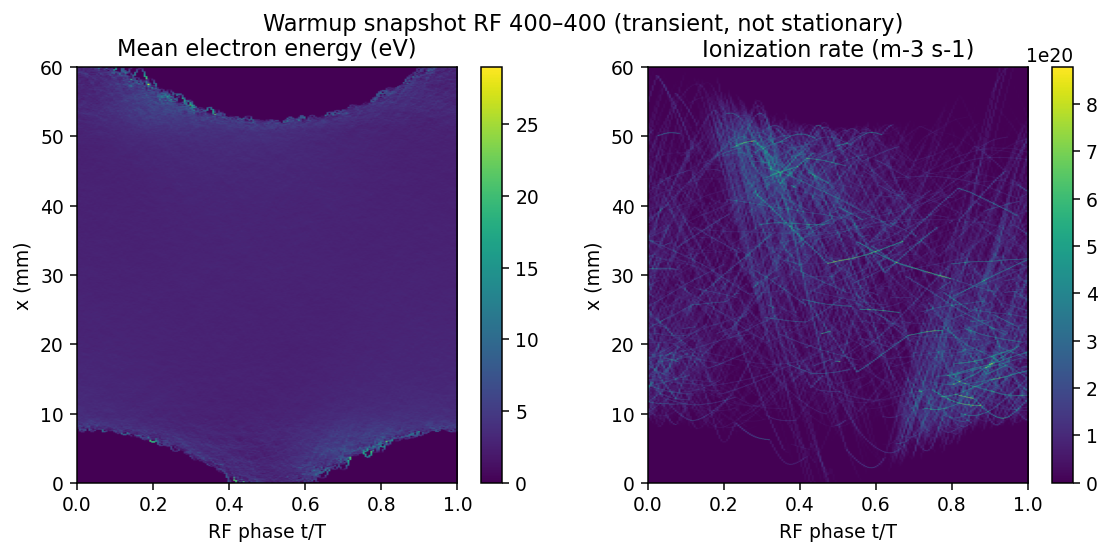 Warmup snapshot RF 400–400 (transient, not stationary)
Mean electron energy (eV)
Ionization rate (m-3 s-1)
1e20
x (mm)
60
50
40
30
20
10
0
0.0 0.2 0.4 0.6 0.8 1.0
RF phase t/T
25
20
15
10
5
0
x (mm)
60
50
40
30
20
10
0
0.0 0.2 0.4 0.6 0.8 1.0
RF phase t/T
8
7
6
5
4
3
2
1
0